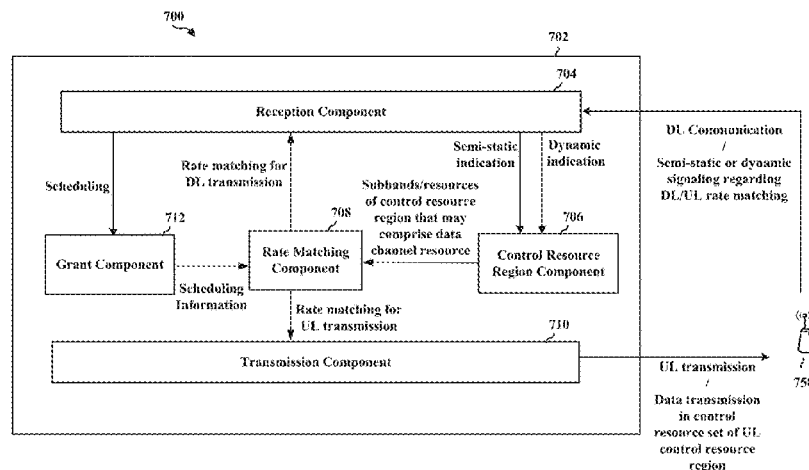 700
702
704
Reception Component
DL Communication
/
Semi-static or dynamic
signaling regarding
DL/UL rate matching
Semi-static
indication
Dynamic
indication
Rate matching for
DL transmission
Scheduling
Subbands/resources
of control resource
region that may
comprise data
channel resource
712
Grant Component
708
Rate Matching
Component
706
Control Resource
Region Component
Scheduling
Information
Rate matching for
UL transmission
710
Transmission Component
UL transmission
/
Data transmission
in control
resource set of UL
control resource
region